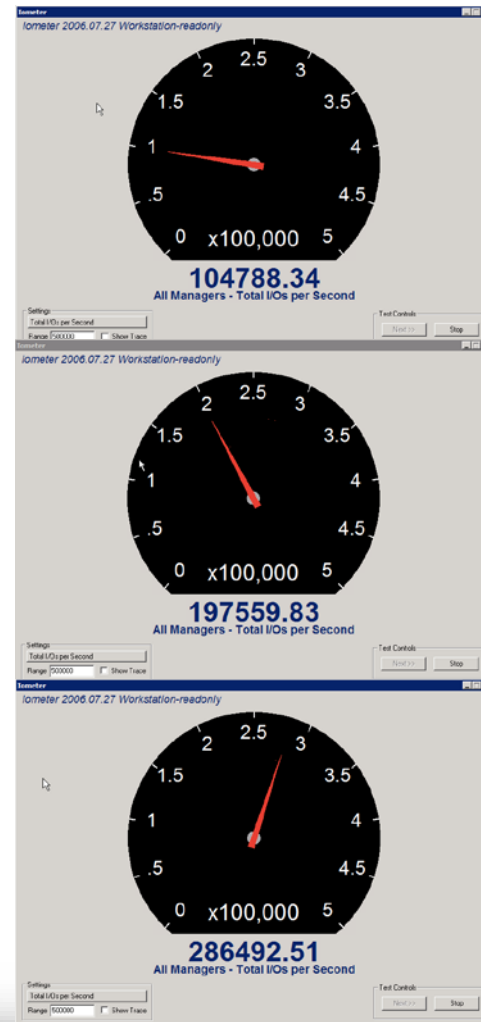 Iometer
Iometer 2006.07.27 Workstation-readonly
2 2.5 3
1.5 3.5
1 4
.5 4.5
0 x100,000 5
104788.34
All Managers - Total I/Os per Second
Settings Test Controls
Total I/Os per Second Next >> Stop
Range 500000 Show Trace
Iometer
Iometer 2006.07.27 Workstation-readonly
2 2.5 3
1.5 3.5
1 4
.5 4.5
0 x100,000 5
197559.83
All Managers - Total I/Os per Second
Settings Test Controls
Total I/Os per Second Next >> Stop
Range 500000 Show Trace
Iometer
Iometer 2006.07.27 Workstation-readonly
2 2.5 3
1.5 3.5
1 4
.5 4.5
0 x100,000 5
286492.51
All Managers - Total I/Os per Second
Settings Test Controls
Total I/Os per Second Next >> Stop
Range 500000 Show Trace